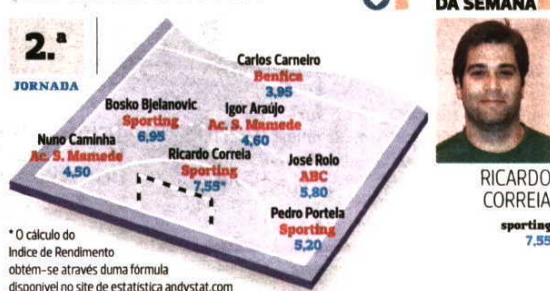 DA SEMANA
2.ª
JORNADA
Carlos Carneiro
Benfica
3,95
Bosko Bjelanovic
Sporting
6,95
Igor Araújo
Ac. S. Mamede
4,60
Nuno Caminha
Ac. S. Mamede
4,50
Ricardo Correia
Sporting
7,55*
José Rolo
ABC
5,80
Pedro Portela
Sporting
5,20
* O cálculo do
Indice de Rendimento
obtém-se através duma fórmula
disponivel no site de estatística andystat.com
RICARDO
CORREIA
sporting
7,55